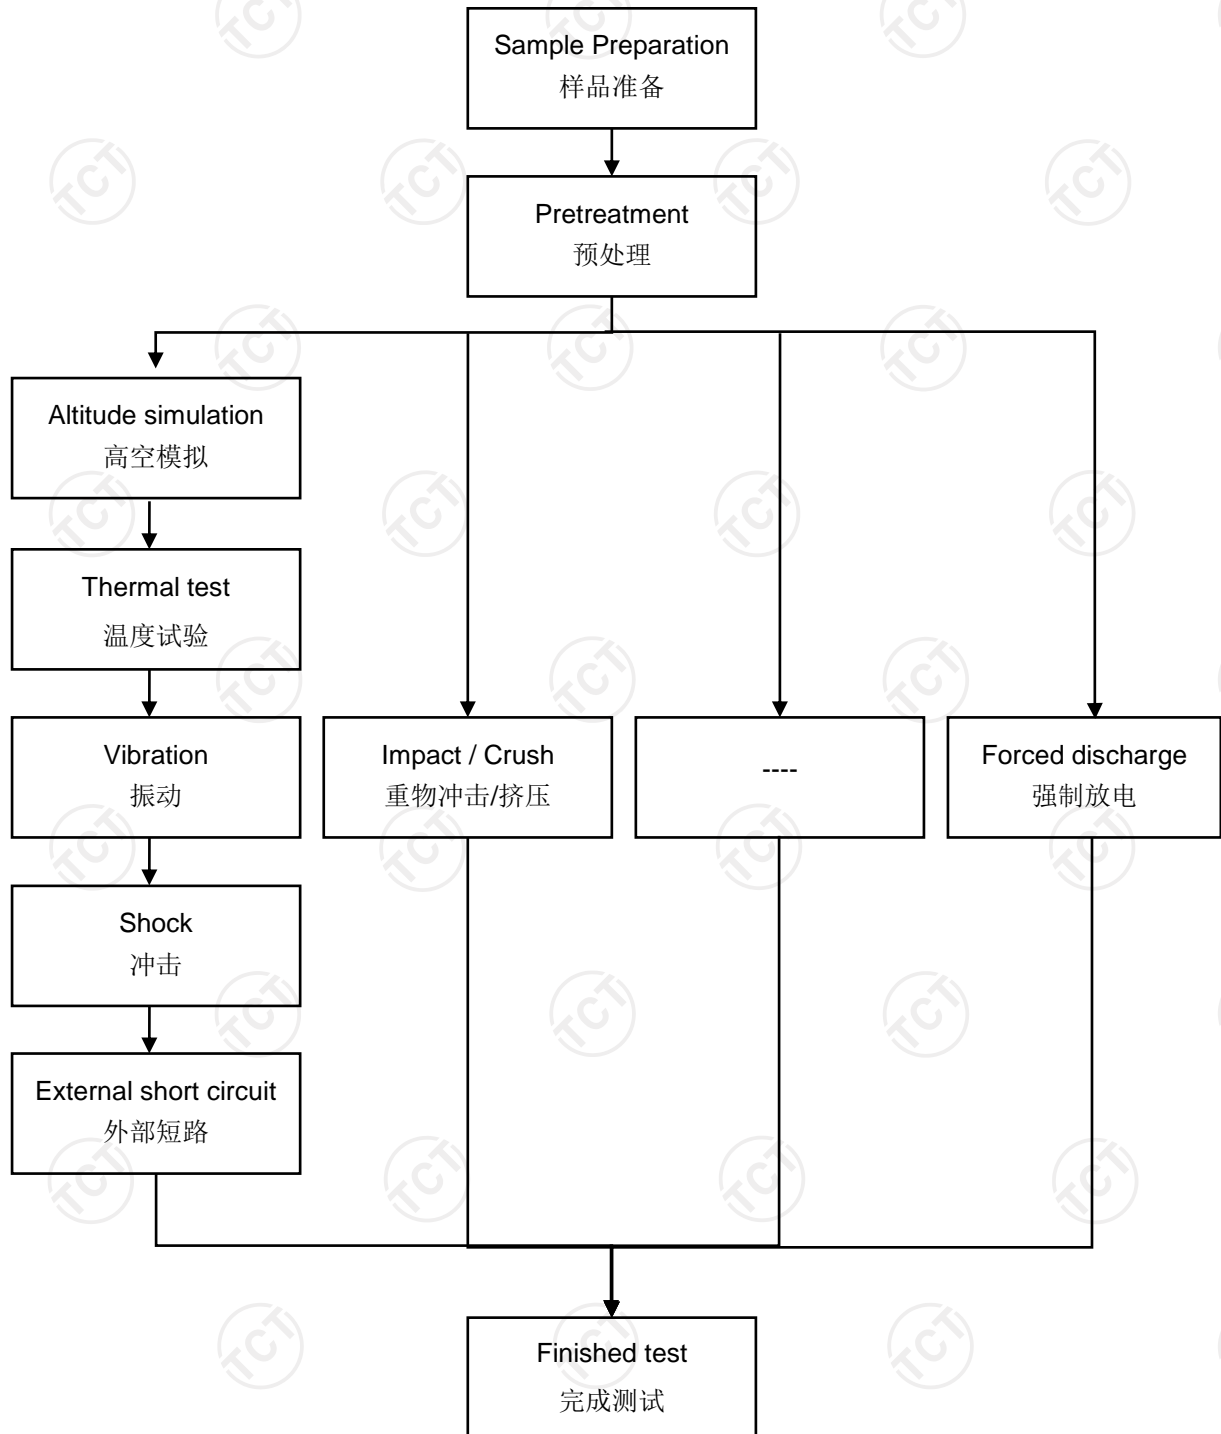 Sample Preparation
样品准备
Pretreatment
预处理
Altitude simulation
高空模拟
Thermal test
温度试验
Vibration
振动
Impact / Crush
重物冲击/挤压
----
Forced discharge
强制放电
Shock
冲击
External short circuit
外部短路
Finished test
完成测试
TCT